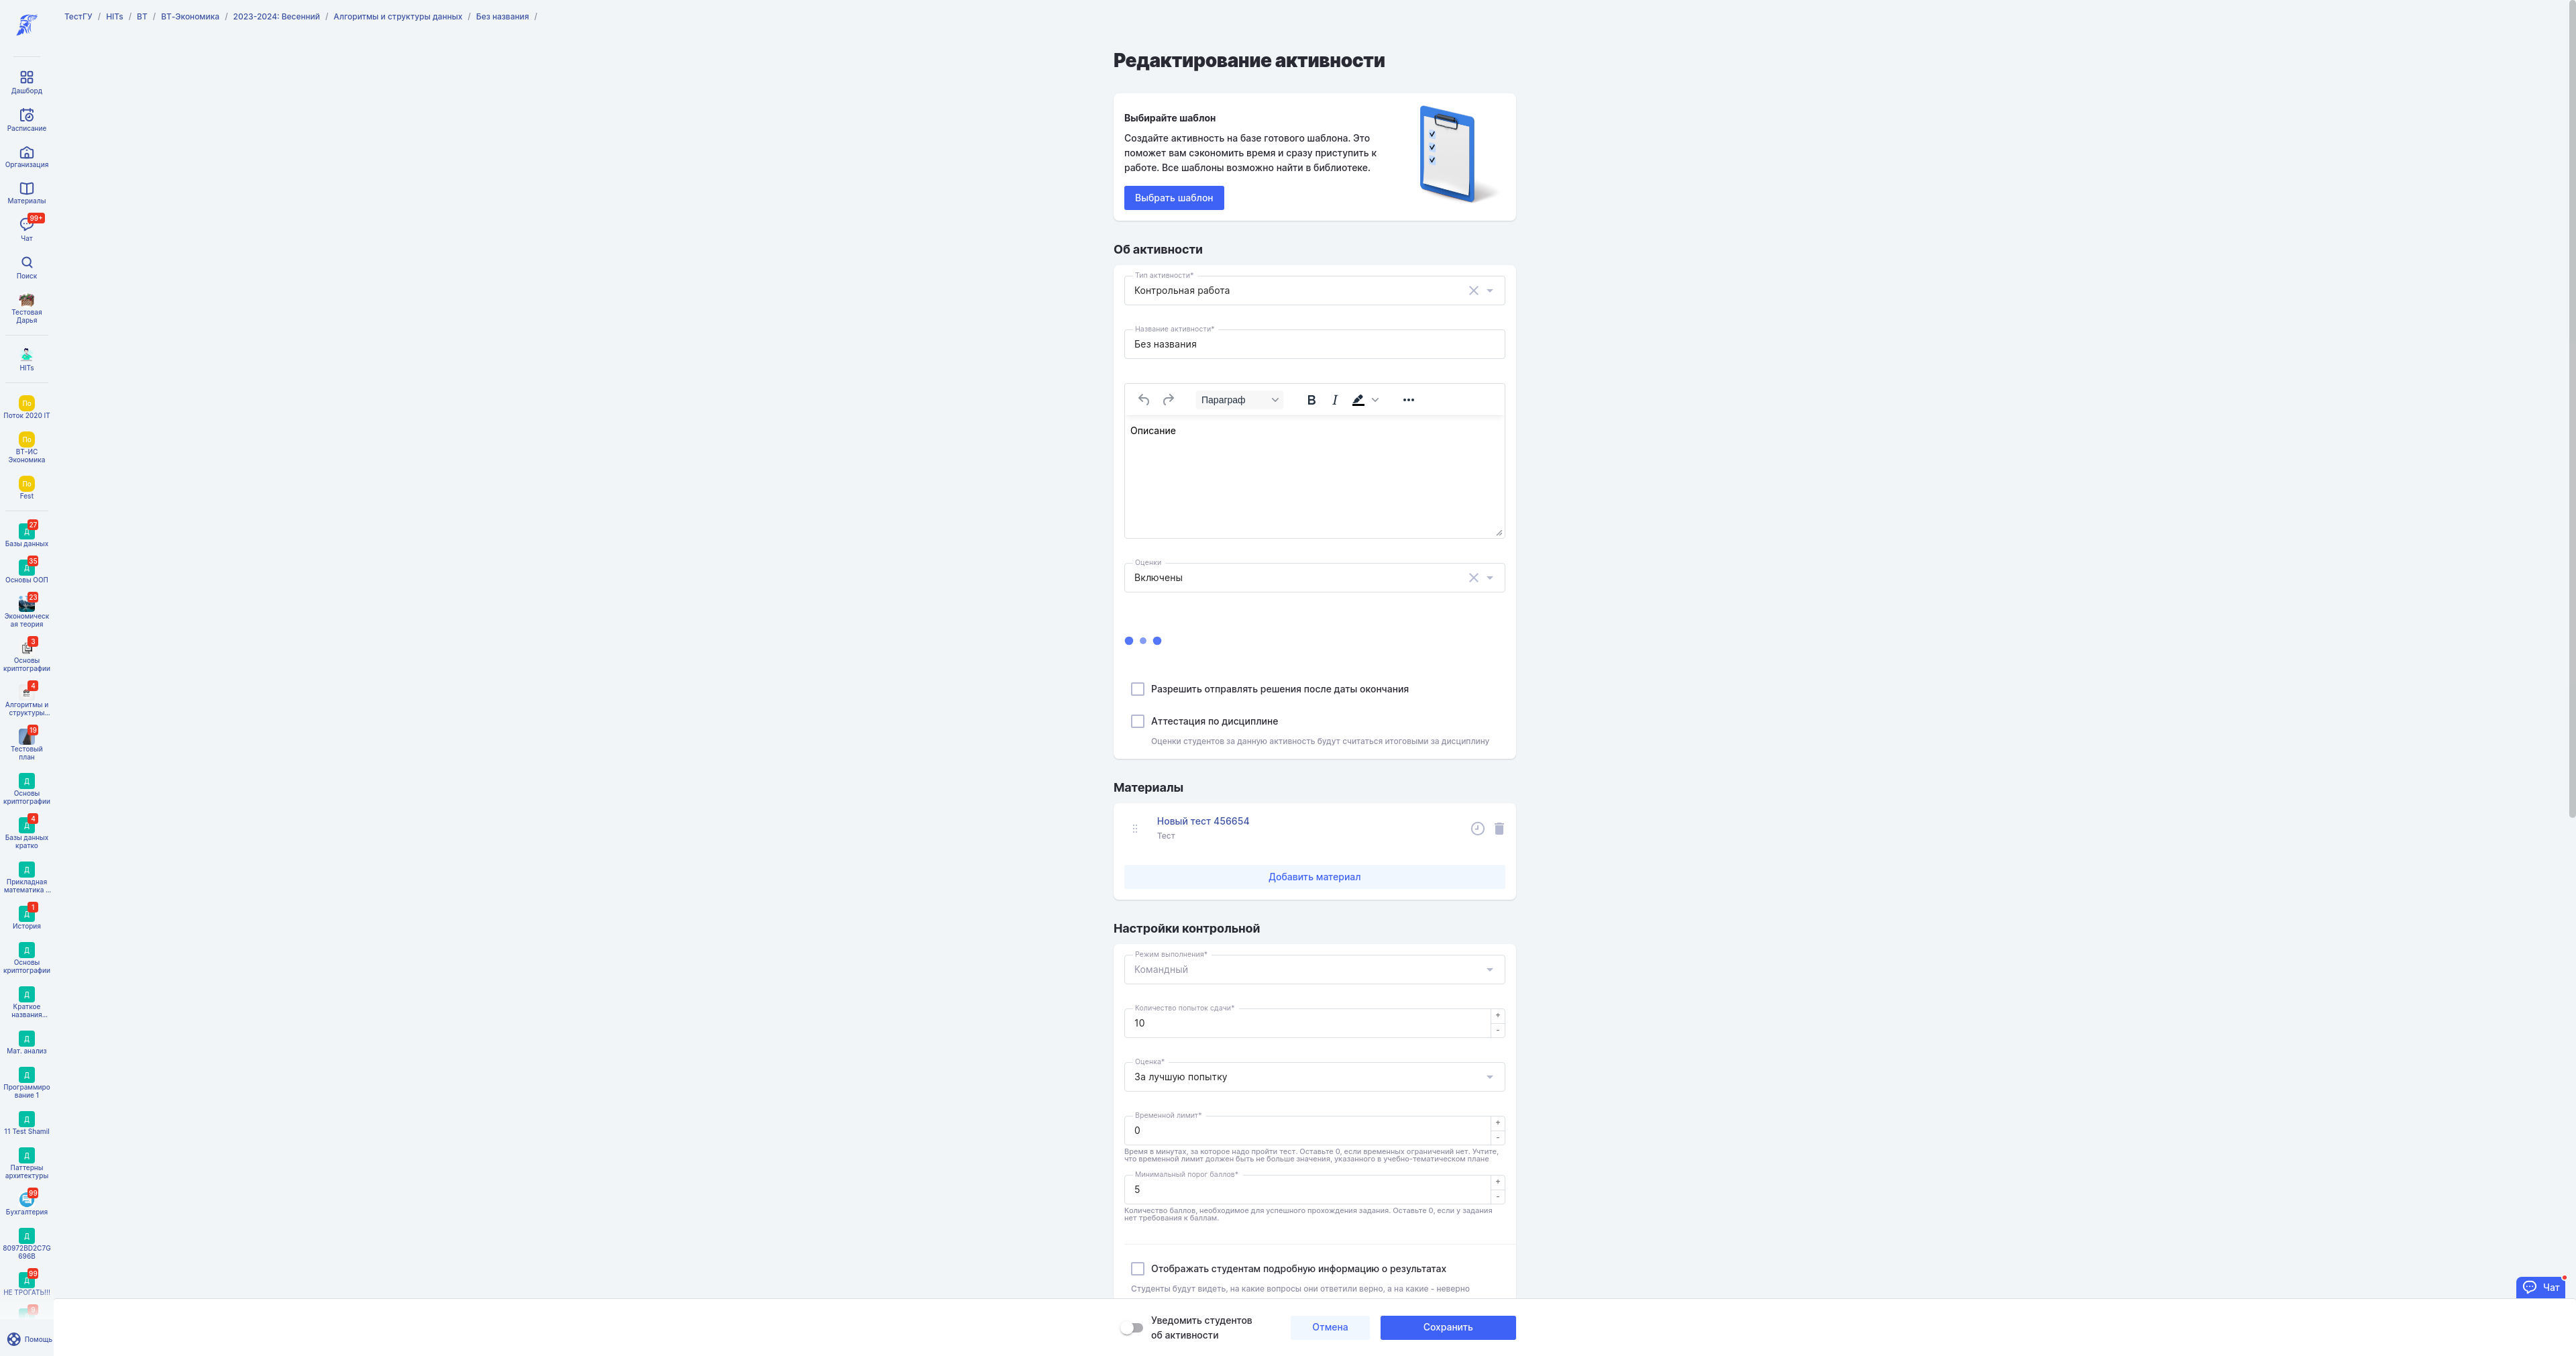 ТестГУ / HITs / ВТ / ВТ-Экономика / 2023-2024: Весенний / Алгоритмы и структуры данных / Без названия /
Дашборд
Расписание
Организация
Материалы
99+
Чат
Поиск
Тестовая
Дарья
HITs
По
Поток 2020 IT
По
ВТ-ИС
Экономика
По
Fest
27
Д
Базы данных
35
Д
Основы ООП
23
Экономическ
ая теория
3
Основы
криптографии
4
Алгоритмы и
структуры...
19
Тестовый
план
Д
Основы
криптографии
4
Д
Базы данных
кратко
Д
Прикладная
математика ...
1
Д
История
Д
Основы
криптографии
Д
Краткое
названия...
Д
Мат. анализ
Д
Программиро
вание 1
Д
11 Test Shamil
Д
Паттерны
архитектуры
99
Бухгалтерия
Д
80972BD2C7G
696B
99
Д
НЕ ТРОГАТЬ!!!
Помощь
Редактирование активности
Выбирайте шаблон
Создайте активность на базе готового шаблона. Это
поможет вам сэкономить время и сразу приступить к
работе. Все шаблоны возможно найти в библиотеке.
Выбрать шаблон
Об активности
Тип активности*
Контрольная работа
Название активности*
Без названия
Параграф B I
Описание
Оценки
Включены
Разрешить отправлять решения после даты окончания
Аттестация по дисциплине
Оценки студентов за данную активность будут считаться итоговыми за дисциплину
Материалы
Новый тест 456654
Тест
Добавить материал
Настройки контрольной
Режим выполнения*
Командный
Количество попыток сдачи*
10
+
-
Оценка*
За лучшую попытку
Временной лимит*
0
+
-
Время в минутах, за которое надо пройти тест. Оставьте 0, если временных ограничений нет. Учтите,
что временной лимит должен быть не больше значения, указанного в учебно-тематическом плане
Минимальный порог баллов*
5
+
-
Количество баллов, необходимое для успешного прохождения задания. Оставьте 0, если у задания
нет требования к баллам.
Отображать студентам подробную информацию о результатах
Студенты будут видеть, на какие вопросы они ответили верно, а на какие - неверно
Уведомить студентов
об активности
Отмена
Сохранить
Чат